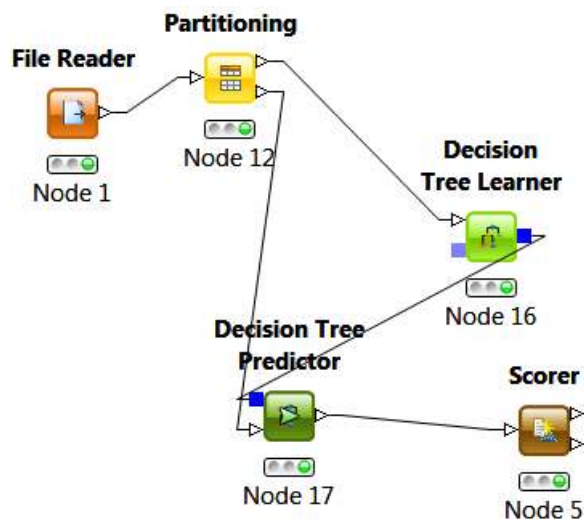 Partitioning
File Reader
Node 12
Node 1
Decision
Tree Learner
Node 16
Decision Tree
Predictor
Scorer
Node 17
Node 5